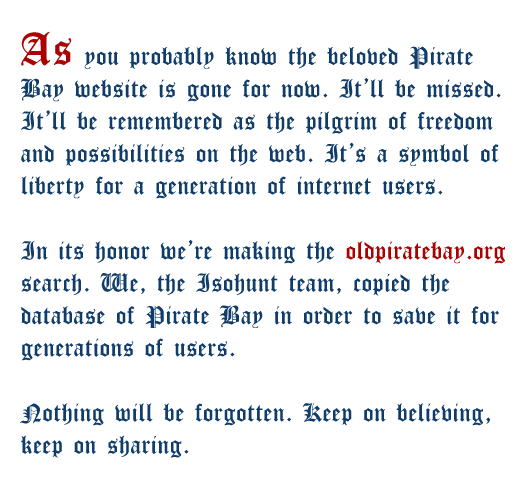 As you probably know the beloved Pirate
Bay website is gone for now. It'll be missed.
It'll be remembered as the pilgrim of freedom
and possibilities on the web. It's a symbol of
liberty for a generation of internet users.
In its honor we're making the oldpiratebay.org
search. We, the Isohunt team, copied the
database of Pirate Bay in order to save it for
generations of users.
Nothing will be forgotten. Keep on believing,
keep on sharing.